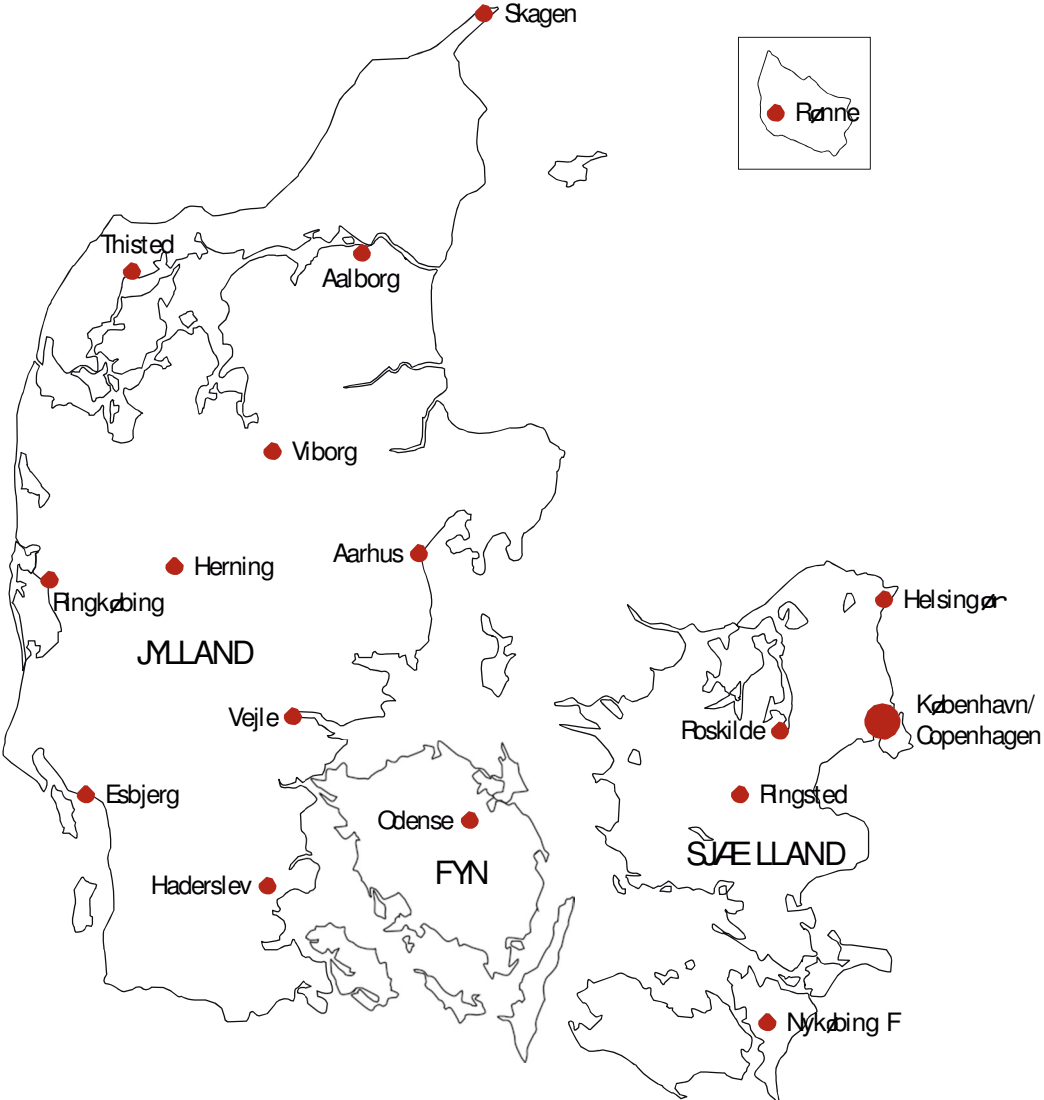 Skagen
Rønne
Thisted
Aalborg
Viborg
Aarhus
Herning
Ringkøbing
Helsingør
JYLLAND
Vejle
København/
Copenhagen
Roskilde
Esbjerg
Ringsted
Odense
SJÆLLAND
FYN
Haderslev
Nykøbing F